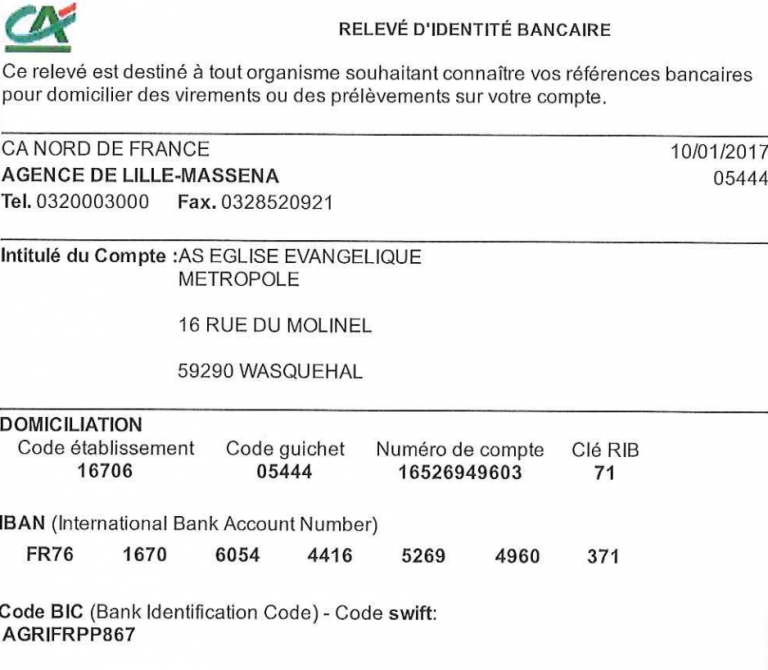 CA
RELEVÉ D'IDENTITÉ BANCAIRE
Ce relevé est destiné à tout organisme souhaitant connaître vos références bancaires
pour domicilier des virements ou des prélèvements sur votre compte.
CA NORD DE FRANCE 10/01/2017
AGENCE DE LILLE-MASSENA 05444
Tel. 0320003000 Fax. 0328520921
Intitulé du Compte :AS EGLISE EVANGELIQUE
METROPOLE
16 RUE DU MOLINEL
59290 WASQUEHAL
DOMICILIATION
Code établissement Code guichet Numéro de compte Clé RIB
16706 05444 16526949603 71
IBAN (International Bank Account Number)
FR76 1670 6054 4416 5269 4960 371
Code BIC (Bank Identification Code) - Code swift:
AGRIFRPP867